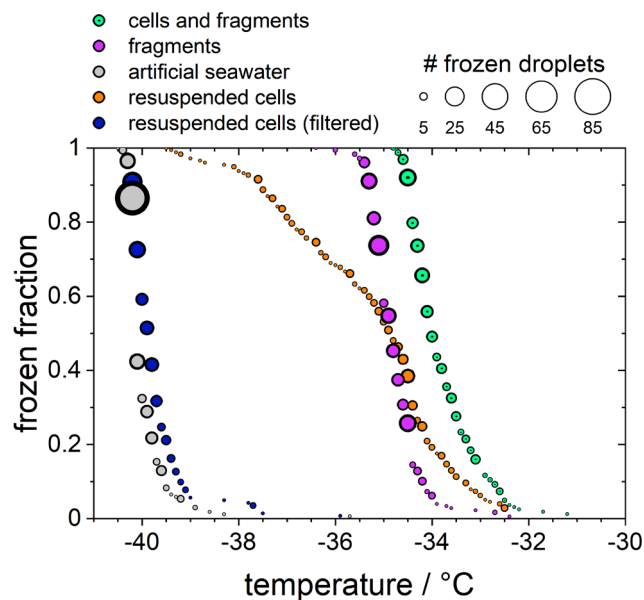 cells and fragments
fragments
artificial seawater
resuspended cells
resuspended cells (filtered)
# frozen droplets
5 25 45 65 85
1
0.8
0.6
0.4
0.2
0
frozen fraction
-40 -38 -36 -34 -32 -30
temperature / °C